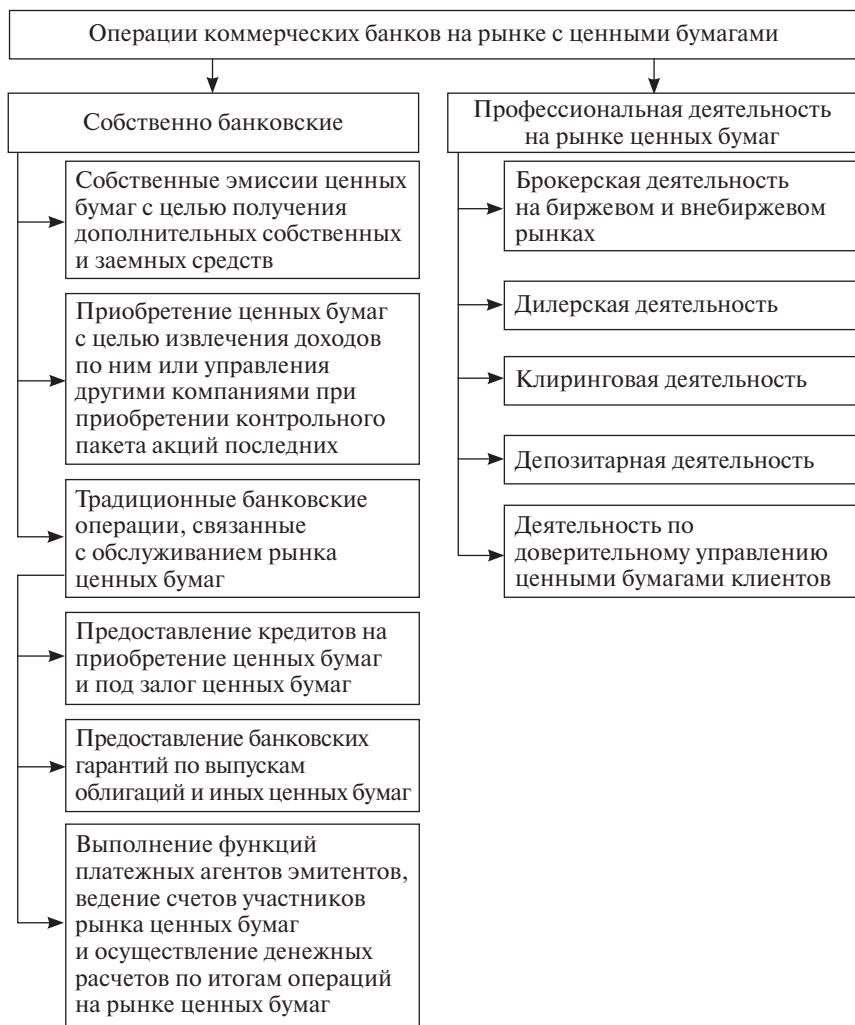 Операции коммерческих банков на рынке с ценными бумагами
Собственно банковские
Собственные эмиссии ценных
бумаг с целью получения
дополнительных собственных
и заемных средств
Приобретение ценных бумаг
с целью извлечения доходов
по ним или управления
другими компаниями при
приобретении контрольного
пакета акций последних
Традиционные банковские
операции, связанные
с обслуживанием рынка
ценных бумаг
Предоставление кредитов на
приобретение ценных бумаг
и под залог ценных бумаг
Предоставление банковских
гарантий по выпускам
облигаций и иных ценных бумаг
Выполнение функций
платежных агентов эмитентов,
ведение счетов участников
рынка ценных бумаг
и осуществление денежных
расчетов по итогам операций
на рынке ценных бумаг
Профессиональная деятельность
на рынке ценных бумаг
Брокерская деятельность
на биржевом и внебиржевом
рынках
Дилерская деятельность
Клиринговая деятельность
Депозитарная деятельность
Деятельность по
доверительному управлению
ценными бумагами клиентов